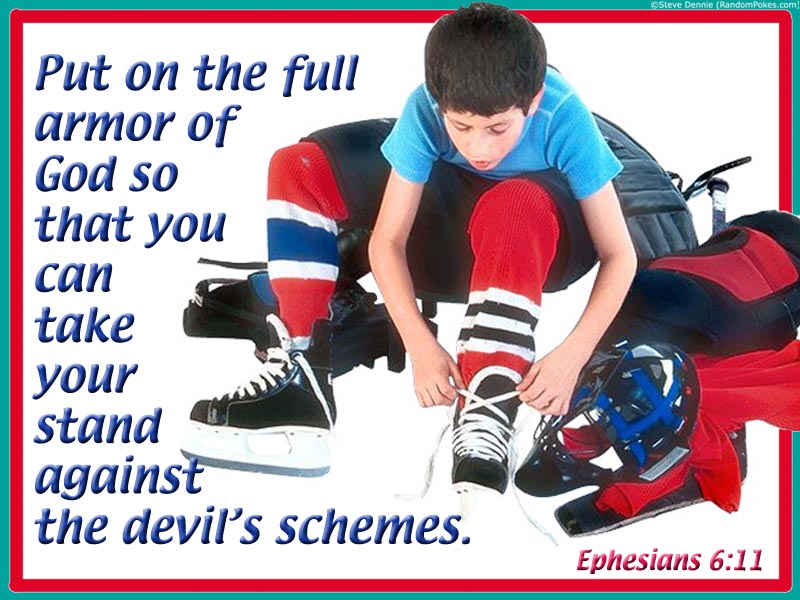 ©Steve Dennie (RandomPokes.com)
Put on the full
armor of
God so
that you
can
take
your
stand
against
the devil's schemes.
Ephesians 6:11